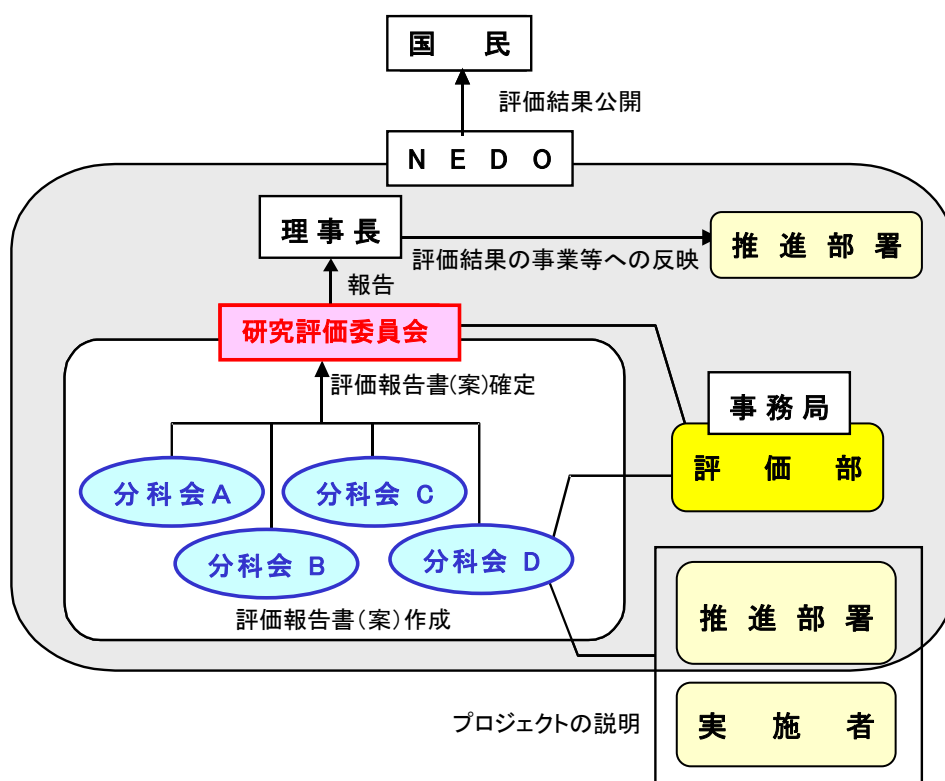 国民
評価結果公開
NEDO
理事長
推進部署
評価結果の事業等への反映
報告
研究評価委員会
評価報告書(案)確定
事務局
評価部
分科会A
分科会 C
分科会 B
分科会 D
評価報告書(案)作成
推進部署
プロジェクトの説明
実施者